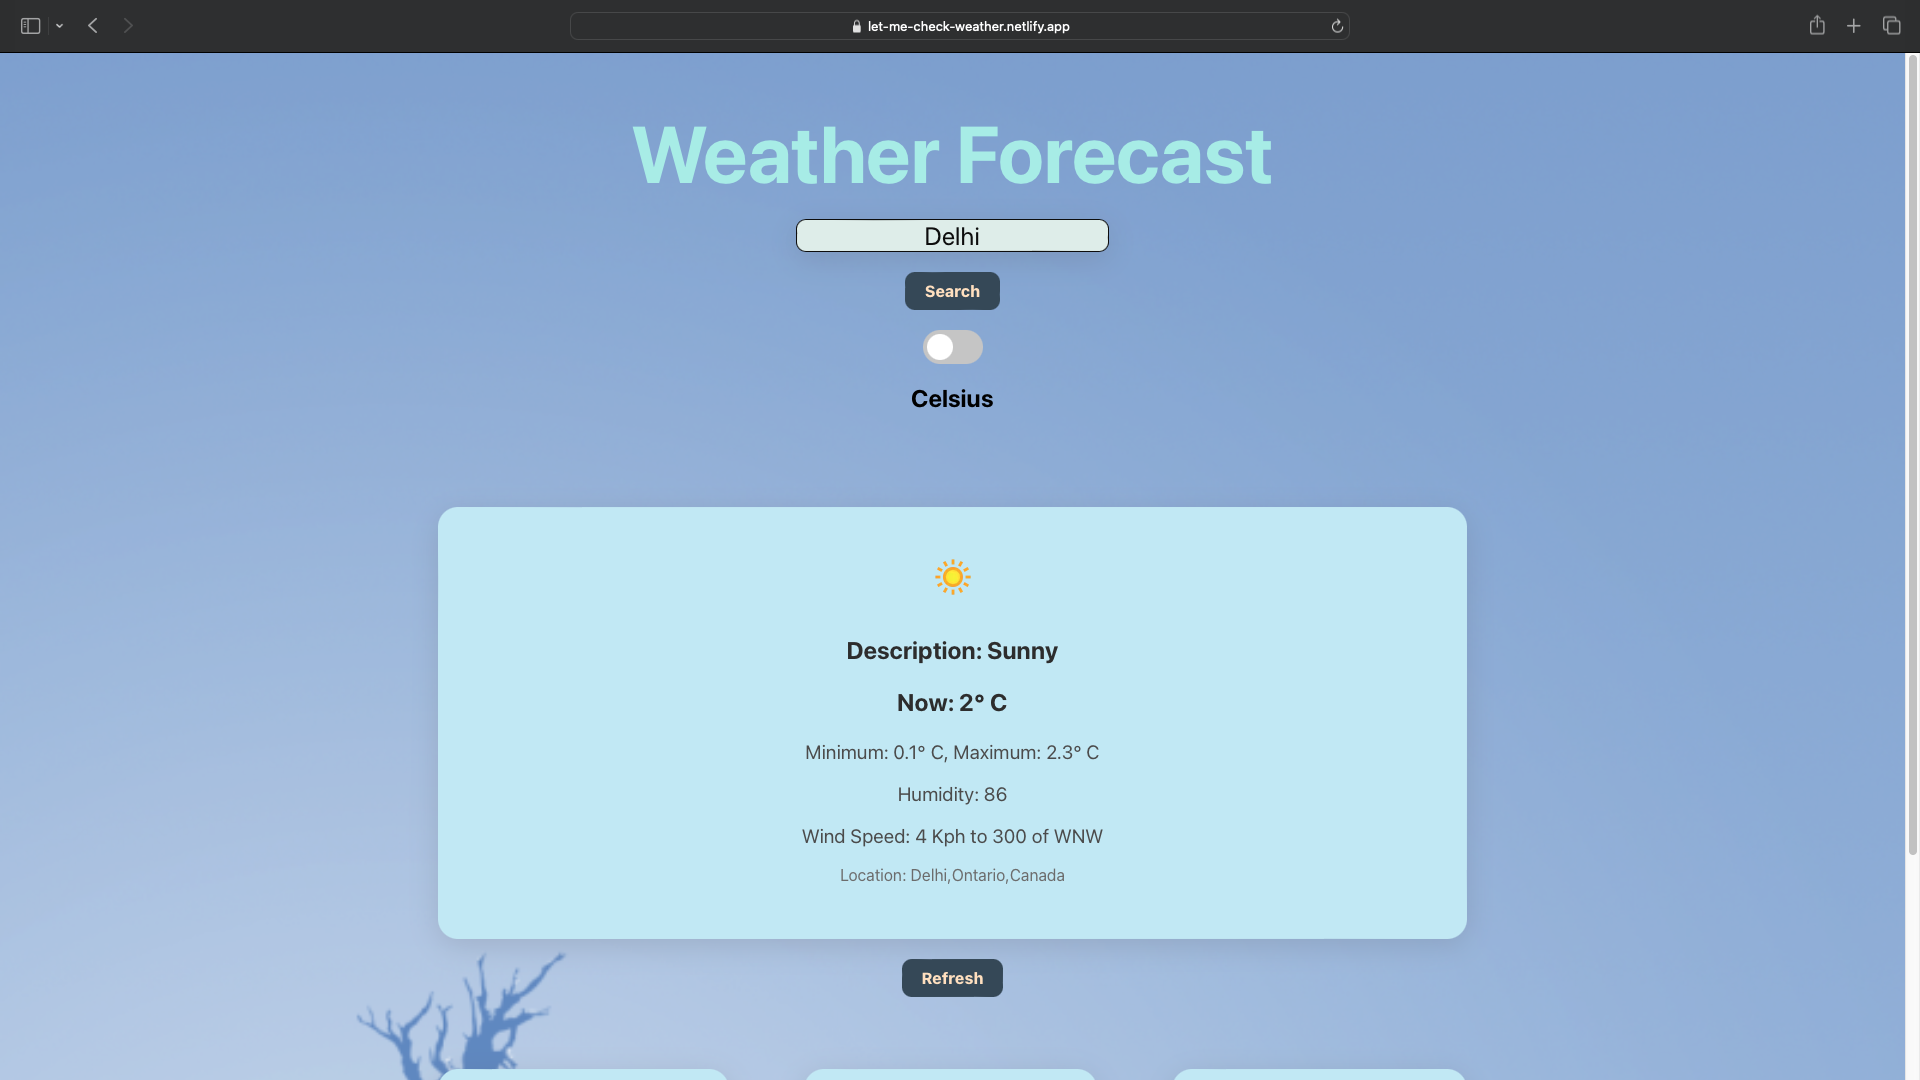 let-me-check-weather.netlify.app
Weather Forecast
Delhi
Search
Celsius
Description: Sunny
Now: 2° C
Minimum: 0.1° C, Maximum: 2.3° C
Humidity: 86
Wind Speed: 4 Kph to 300 of WNW
Location: Delhi,Ontario,Canada
Refresh